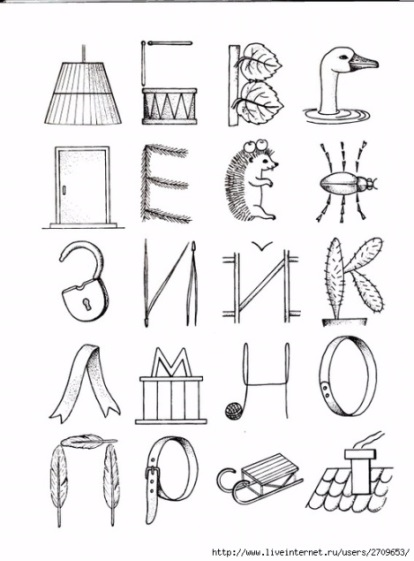 А Б В Г
Д Е Ё Ж
З И Й К
Л М Н О
П Р С Т
http://www.liveinternet.ru/users/2709653/